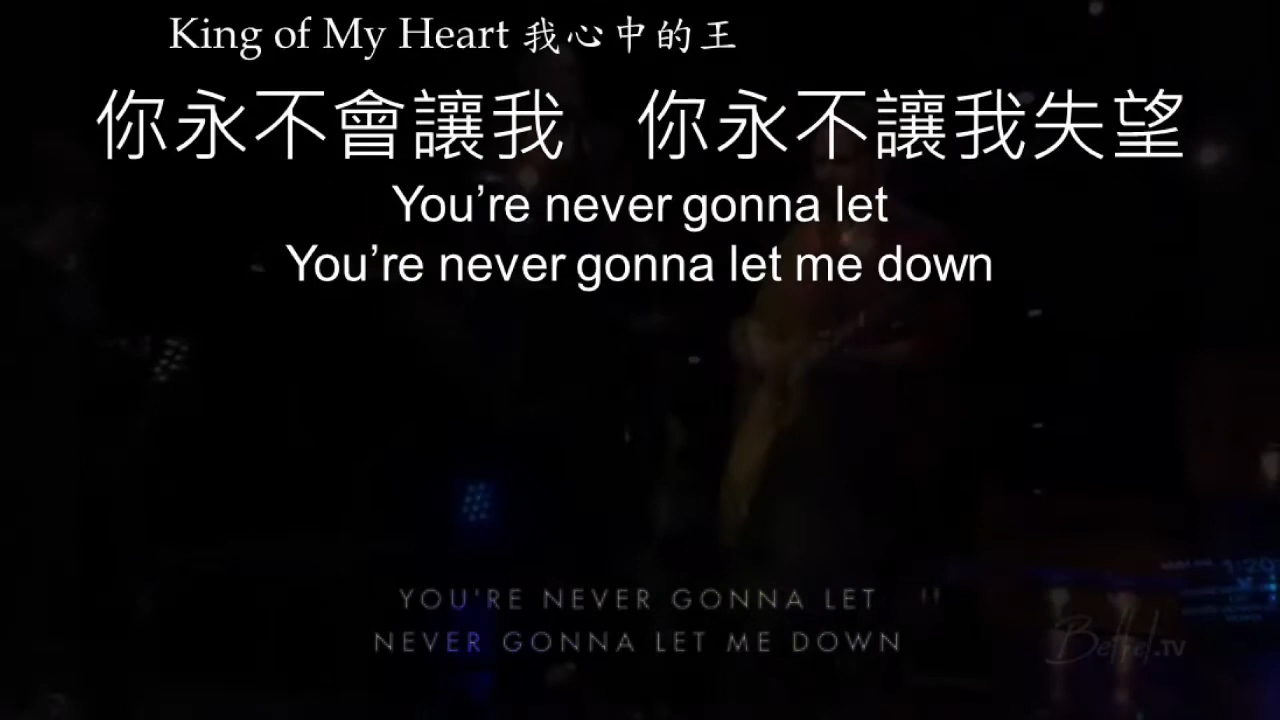 King of My Heart 我心中的王
你永不會讓我 你永不讓我失望
You’re never gonna let
You’re never gonna let me down
YOU'RE NEVER GONNA LET
NEVER GONNA LET ME DOWN
1:20
Bethel.TV